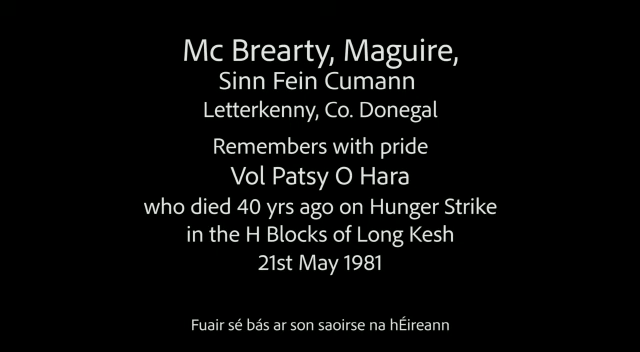 Mc Brearty, Maguire,
Sinn Fein Cumann
Letterkenny, Co. Donegal
Remembers with pride
Vol Patsy O Hara
who died 40 yrs ago on Hunger Strike
in the H Blocks of Long Kesh
21st May 1981
Fuair sé bás ar son saoirse na hÉireann